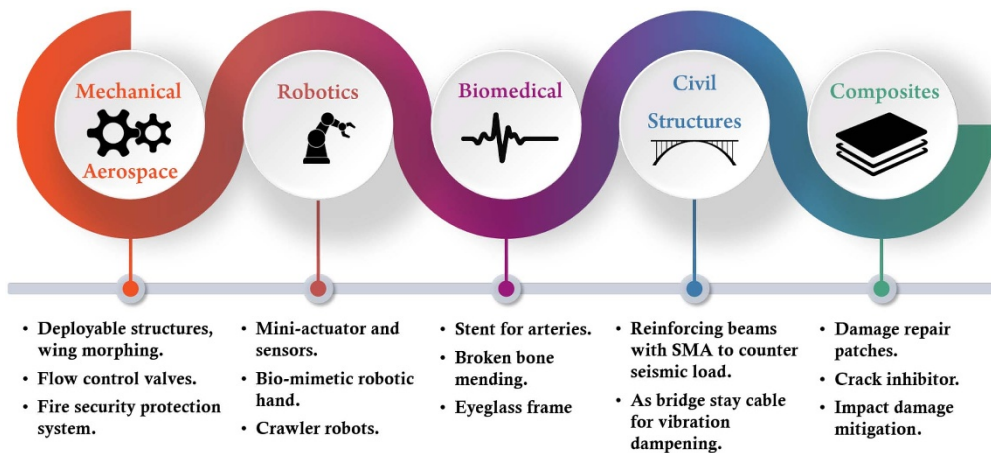 Mechanical
Aerospace
Robotics
Biomedical
Civil
Structures
Composites
• Deployable structures,
wing morphing.
• Flow control valves.
• Fire security protection
system.
• Mini-actuator and
sensors.
• Bio-mimetic robotic
hand.
• Crawler robots.
• Stent for arteries.
• Broken bone
mending.
• Eyeglass frame
• Reinforcing beams
with SMA to counter
seismic load.
• As bridge stay cable
for vibration
dampening.
• Damage repair
patches.
• Crack inhibitor.
• Impact damage
mitigation.